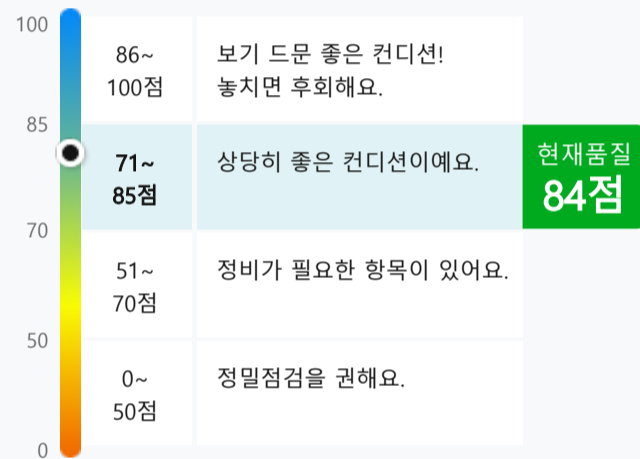 100
86~
100점
보기 드문 좋은 컨디션!
놓치면 후회해요.
85
71~
85점
상당히 좋은 컨디션이예요.
현재품질
84점
70
51~
70점
정비가 필요한 항목이 있어요.
50
0~
50점
정밀점검을 권해요.
0